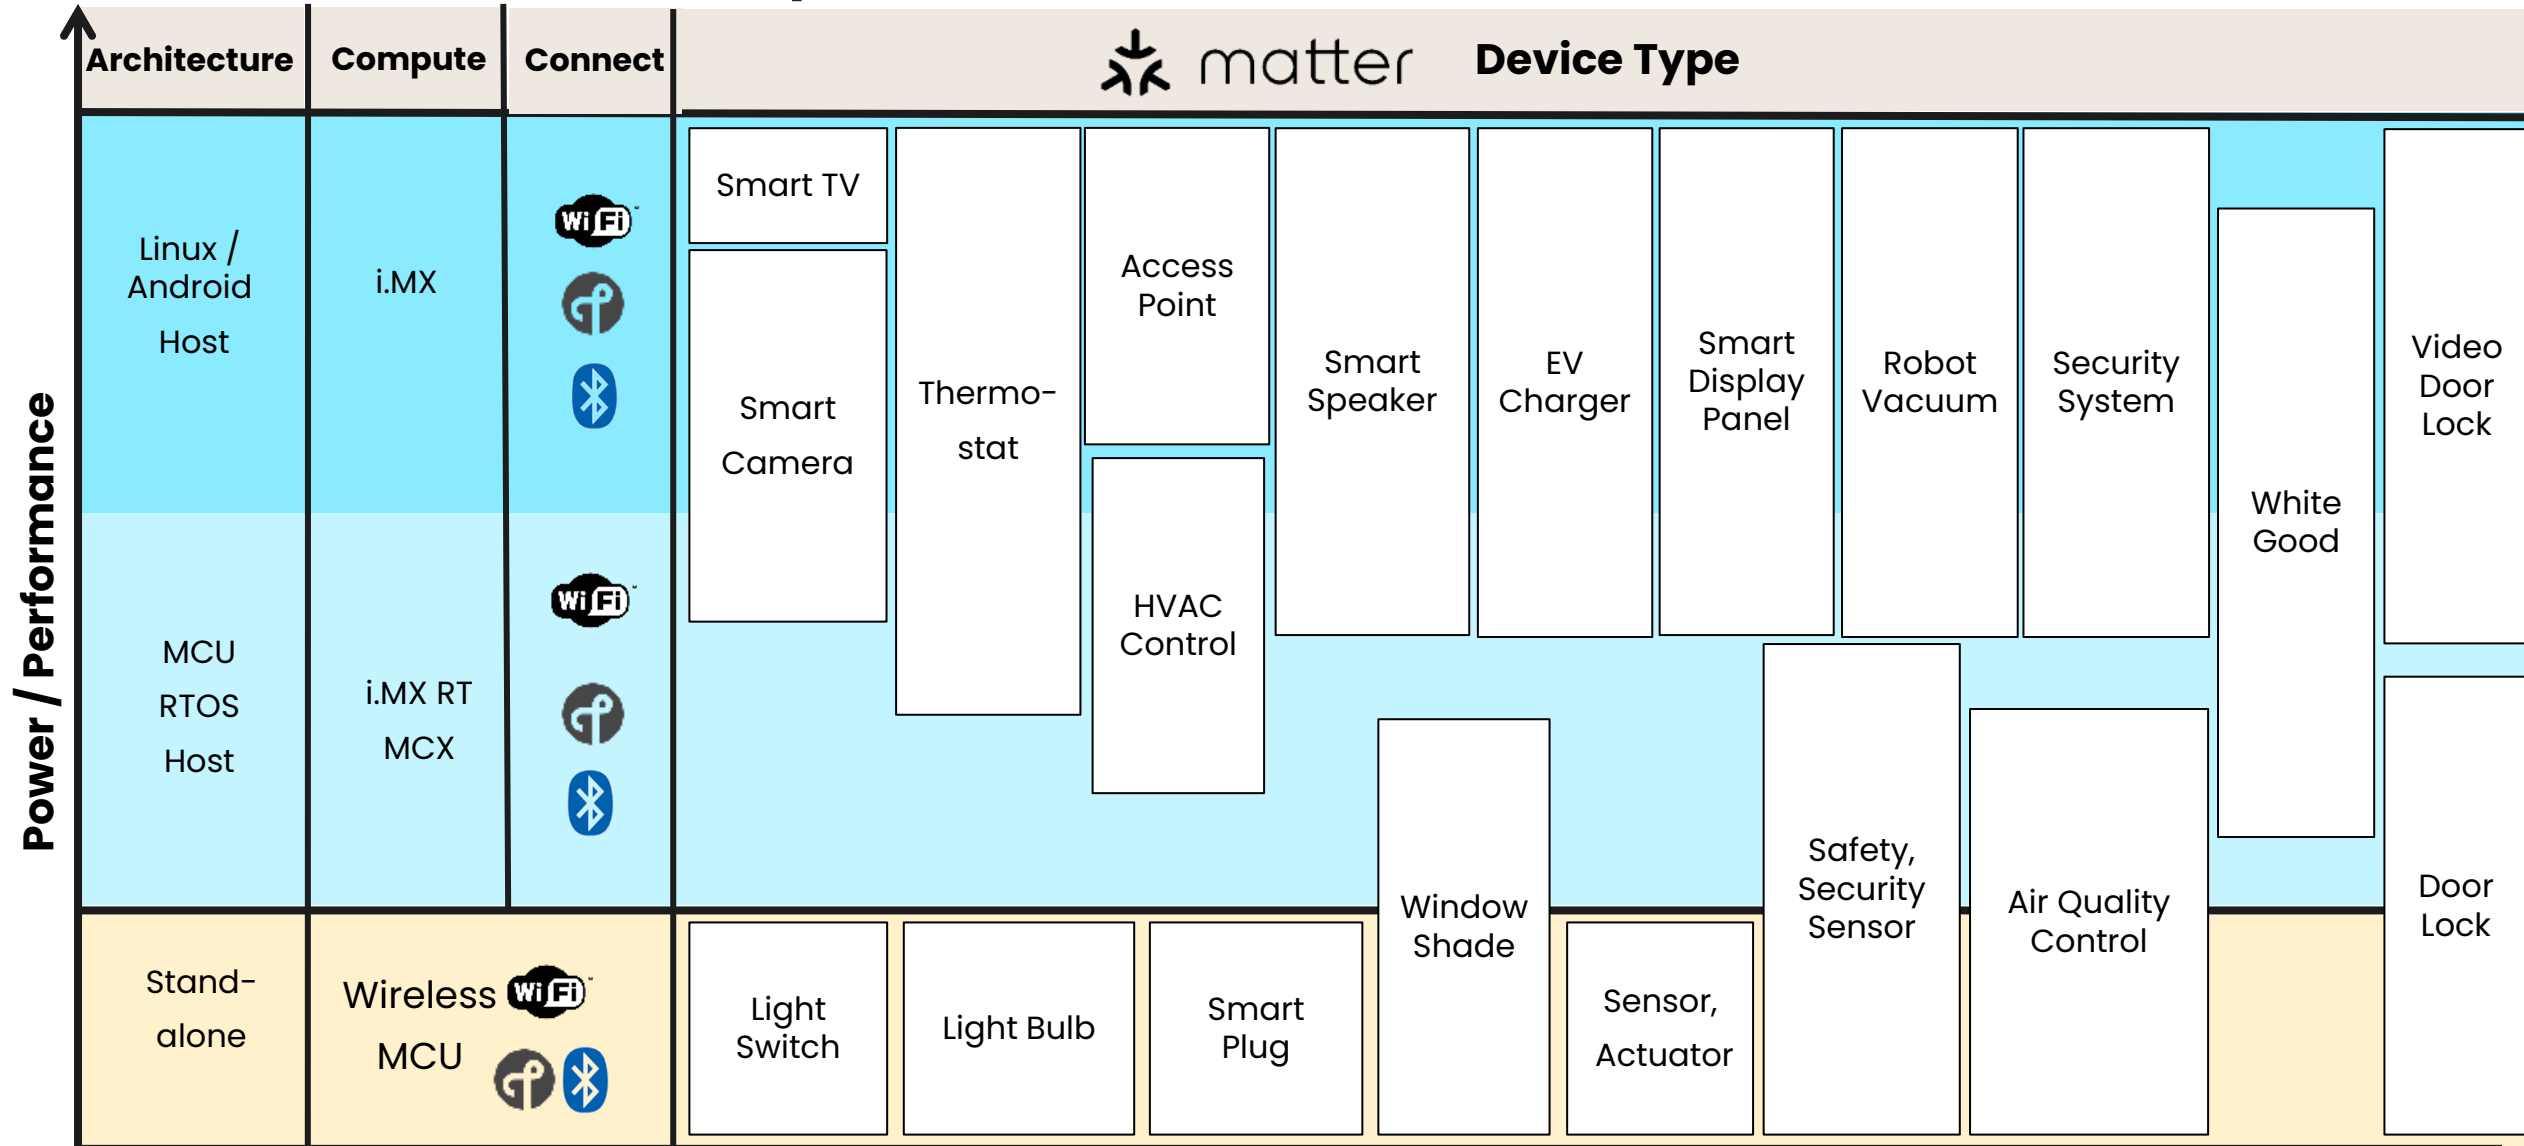 Architecture
Compute
Connect
matter
Device Type
Power / Performance
Linux /
Android
Host
i.MX
Wi Fi
MCU
RTOS
Host
i.MX RT
MCX
Wi Fi
Stand-
alone
Wireless
MCU
Wi Fi
Smart TV
Smart
Camera
Thermo-
stat
Access
Point
HVAC
Control
Smart
Speaker
EV
Charger
Smart
Display
Panel
Robot
Vacuum
Security
System
White
Good
Video
Door
Lock
Light
Switch
Light Bulb
Smart
Plug
Window
Shade
Sensor,
Actuator
Safety,
Security
Sensor
Air Quality
Control
Door
Lock